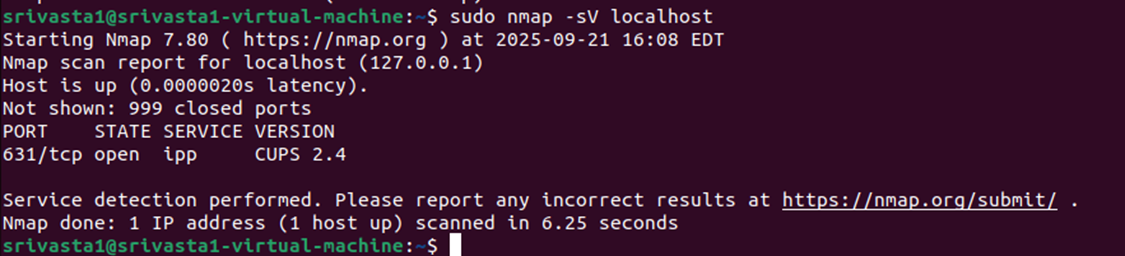 srivasta1@srivasta1-virtual-machine:~$ sudo nmap -sV localhost
Starting Nmap 7.80 ( https://nmap.org ) at 2025-09-21 16:08 EDT
Nmap scan report for localhost (127.0.0.1)
Host is up (0.0000020s latency).
Not shown: 999 closed ports
PORT    STATE SERVICE VERSION
631/tcp open  ipp     CUPS 2.4
Service detection performed. Please report any incorrect results at https://nmap.org/submit/ .
Nmap done: 1 IP address (1 host up) scanned in 6.25 seconds
srivasta1@srivasta1-virtual-machine:~$